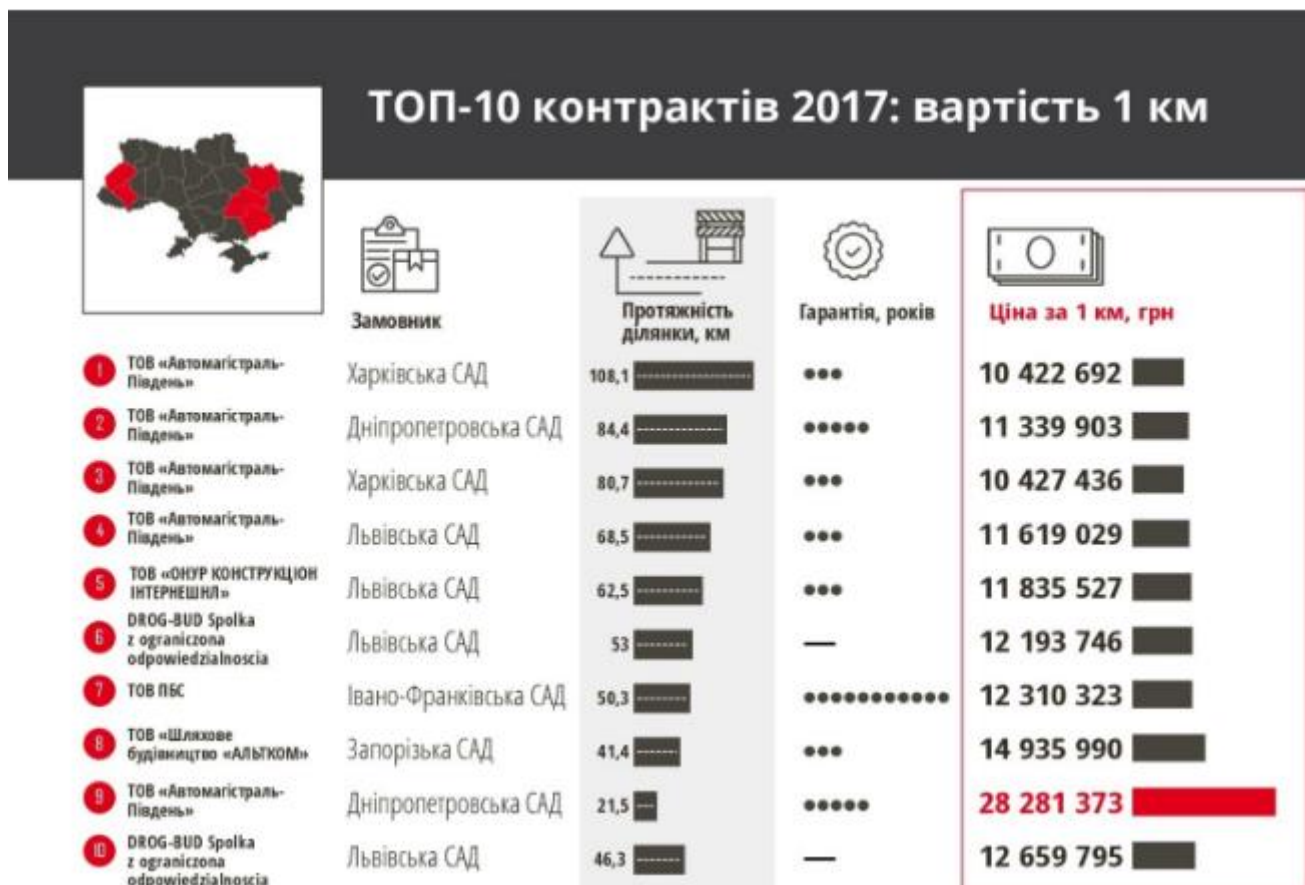 ТОП-10 контрактів 2017: вартість 1 км
Замовник
Протяжність
ділянки, км
Гарантія, років
Ціна за 1 км, грн
1 ТОВ «Автомагістраль-
Південь»
Харківська САД 108,1 10 422 692
2 ТОВ «Автомагістраль-
Південь»
Дніпропетровська САД 84,4 11 339 903
3 ТОВ «Автомагістраль-
Південь»
Харківська САД 80,7 10 427 436
4 ТОВ «Автомагістраль-
Південь»
Львівська САД 68,5 11 619 029
5 ТОВ «ОНУР КОНСТРУКЦІОН
ІНТЕРНЕШНЛ»
Львівська САД 62,5 11 835 527
6 DROG-BUD Spolka
z ograniczona
odpowiedzialnoscia
Львівська САД 53 — 12 193 746
7 ТОВ ПБС
Івано-Франківська САД 50,3 12 310 323
8 ТОВ «Шляхове
будівництво «АЛЬТКОМ»
Запорізька САД 41,4 14 935 990
9 ТОВ «Автомагістраль-
Південь»
Дніпропетровська САД 21,5 28 281 373
10 DROG-BUD Spolka
z ograniczona
odpowiedzialnoscia
Львівська САД 46,3 — 12 659 795